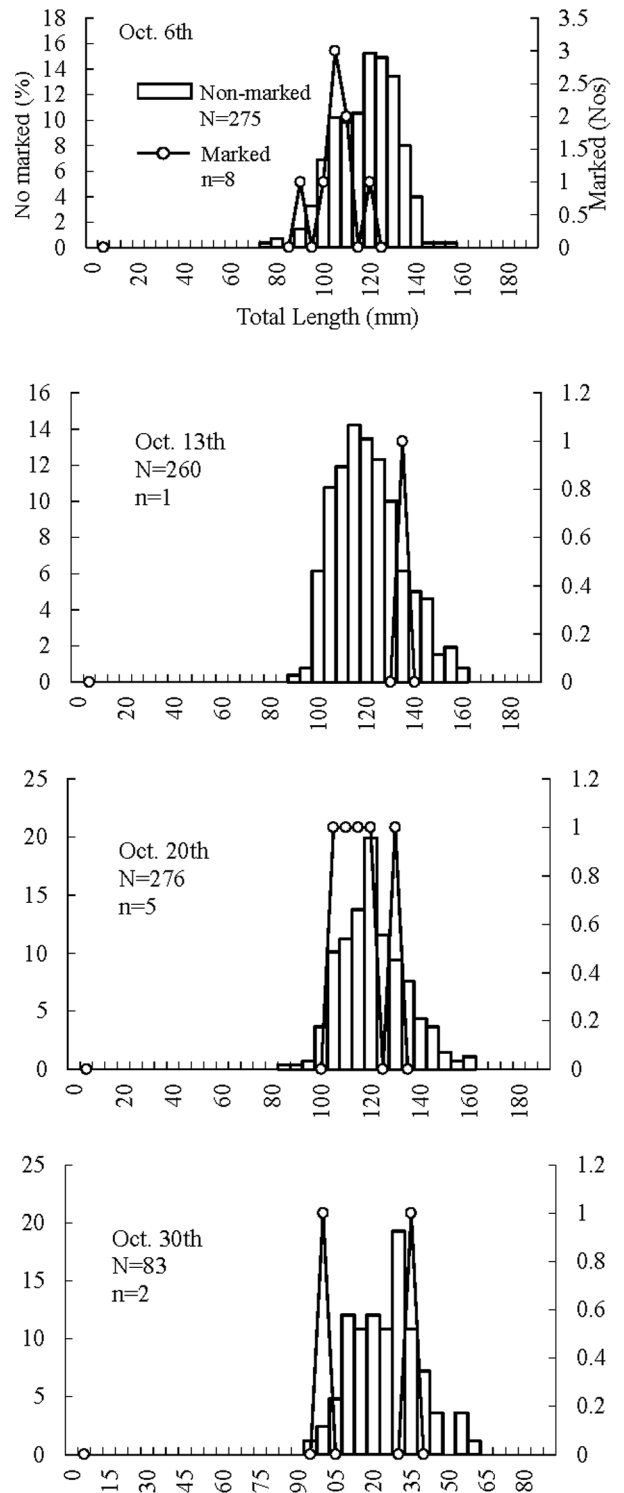 18
16
14
12
10
8
6
4
2
0
No marked (%)
Oct. 6th
Non-marked
N=275
Marked
n=8
3.5
3
2.5
2
1.5
1
0.5
0
Marked (Nos)
0 20 40 60 80 100 120 140 160 180
Total Length (mm)
16
14
12
10
8
6
4
2
0
Oct. 13th
N=260
n=1
1.2
1
0.8
0.6
0.4
0.2
0
0 20 40 60 80 100 120 140 160 180
25
20
15
10
5
0
Oct. 20th
N=276
n=5
1.2
1
0.8
0.6
0.4
0.2
0
0 20 40 60 80 100 120 140 160 180
25
20
15
10
5
0
Oct. 30th
N=83
n=2
1.2
1
0.8
0.6
0.4
0.2
0
0 15 30 45 60 75 90 05 20 35 50 65 80